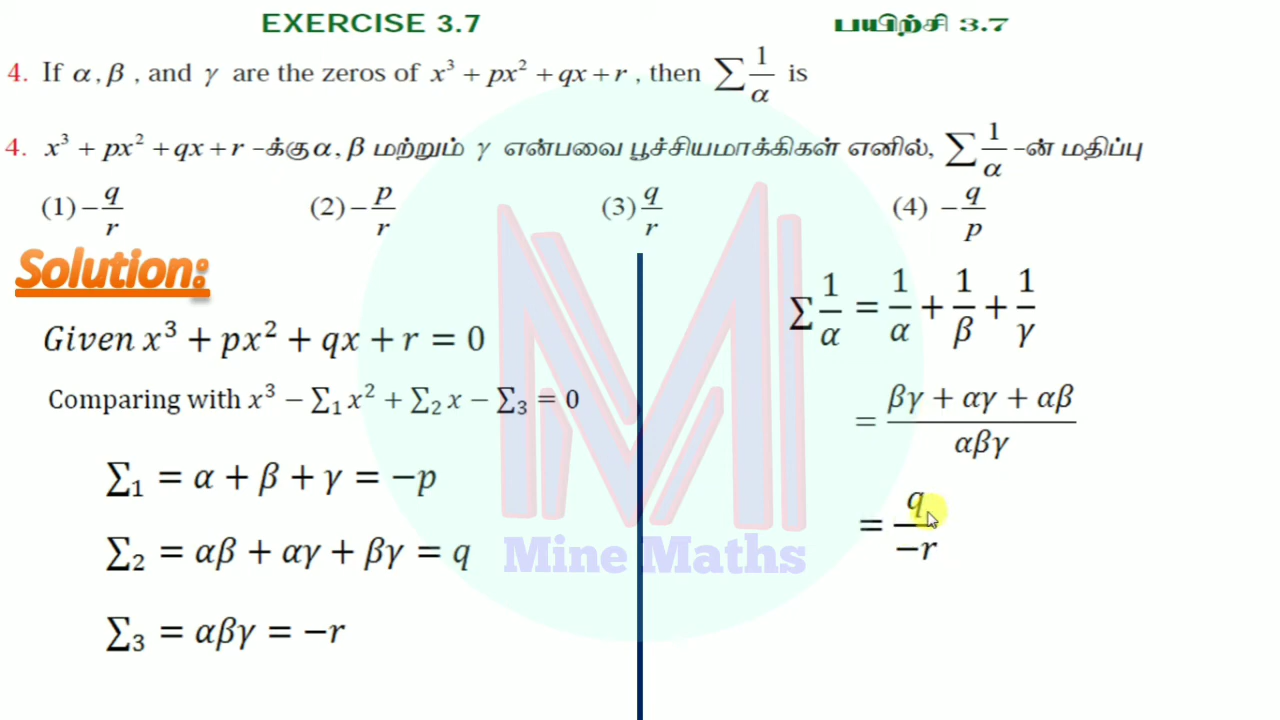 EXERCISE 3.7
பயிற்சி 3.7
4. If α, β, and γ are the zeros of x³ + px² + qx + r, then ∑ 1/α is
4. x³ + px² + qx + r -க்கு α, β மற்றும் γ என்பவை பூச்சியமாக்கிகள் எனில், ∑ 1/α -ன் மதிப்பு
(1) − q/r (2) − p/r (3) q/r (4) − q/p
Solution:
Given x³ + px² + qx + r = 0
Comparing with x³ − ∑₁ x² + ∑₂ x − ∑₃ = 0
∑₁ = α + β + γ = −p
∑₂ = αβ + αγ + βγ = q
∑₃ = αβγ = −r
∑ 1/α = 1/α + 1/β + 1/γ
= (βγ + αγ + αβ)/(αβγ)
= q/−r
Mine Maths